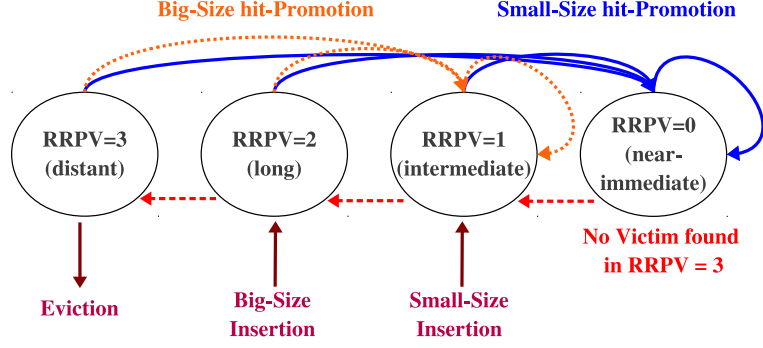 Big-Size hit-Promotion
Small-Size hit-Promotion
RRPV=3
(distant)
RRPV=2
(long)
RRPV=1
(intermediate)
RRPV=0
(near-
immediate)
No Victim found
in RRPV = 3
Eviction
Big-Size
Insertion
Small-Size
Insertion